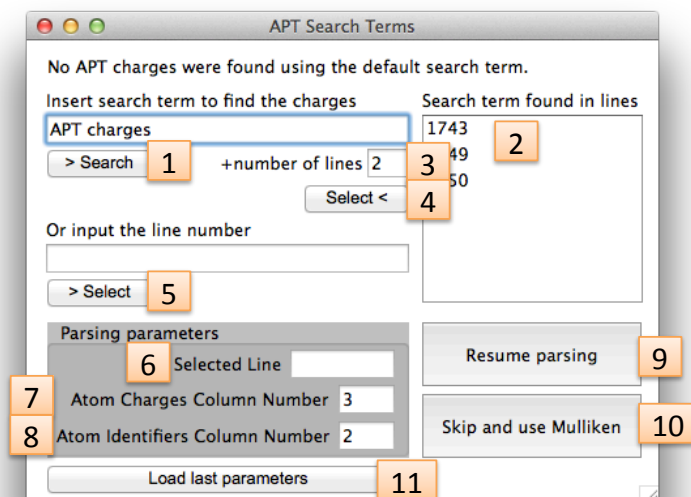 APT Search Terms
No APT charges were found using the default search term.
Insert search term to find the charges
Search term found in lines
APT charges
1743
2
> Search
1
+number of lines 2
3
49
Select <
4
50
Or input the line number
> Select
5
Parsing parameters
6
Selected Line
7
Atom Charges Column Number 3
8
Atom Identifiers Column Number 2
Resume parsing
9
Skip and use Mulliken
10
Load last parameters
11